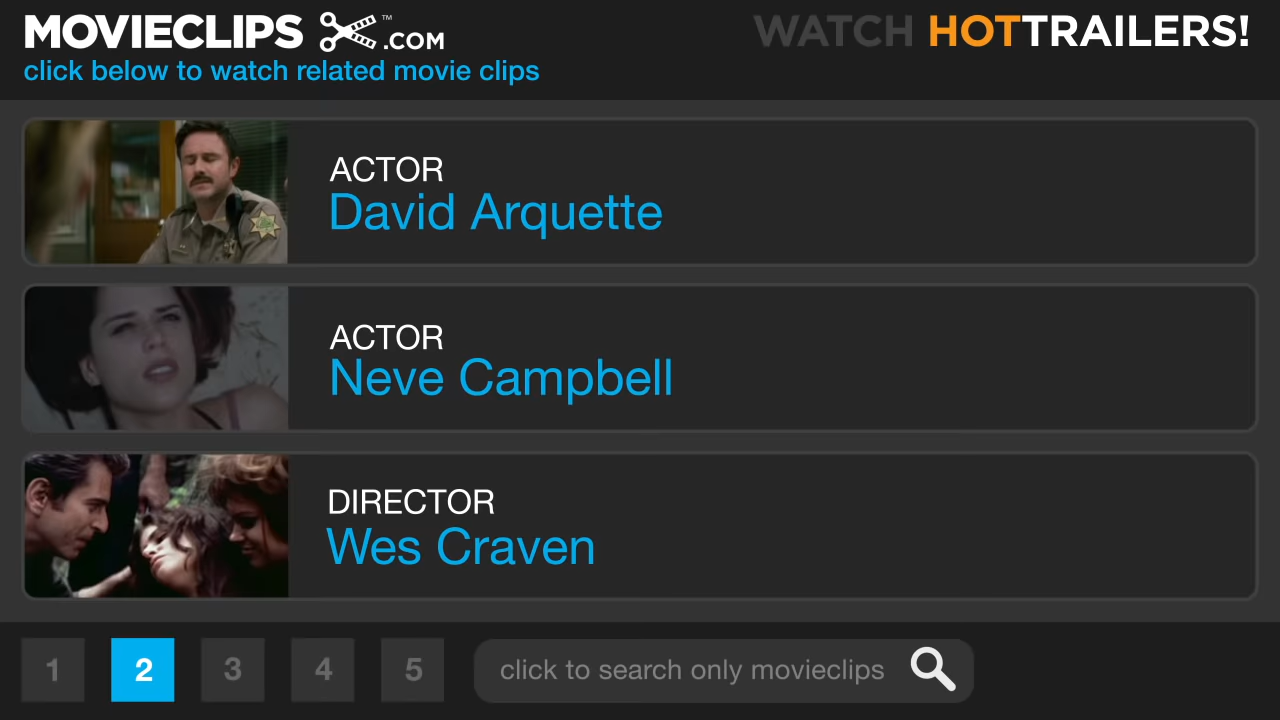 MOVIECLIPS ™ .COM
WATCH HOTTRAILERS!
click below to watch related movie clips
ACTOR
David Arquette
ACTOR
Neve Campbell
DIRECTOR
Wes Craven
1 2 3 4 5 click to search only movieclips